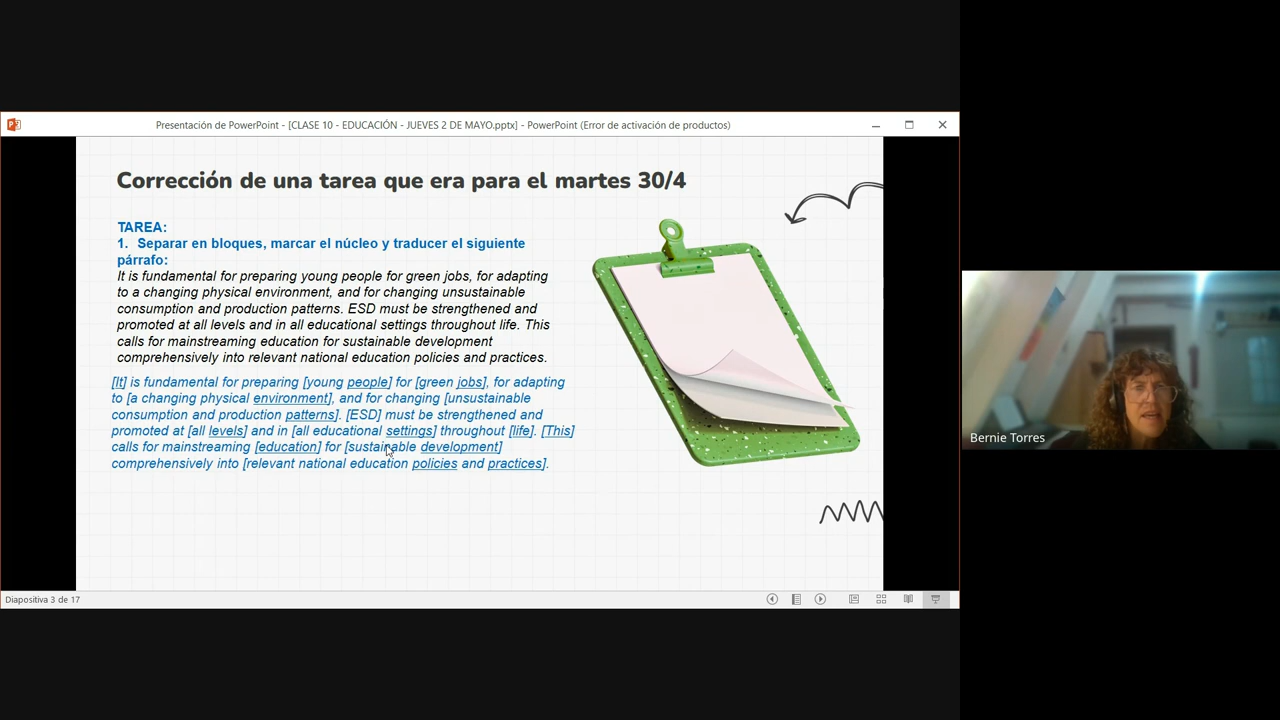 Presentación de PowerPoint - [CLASE 10 - EDUCACIÓN - JUEVES 2 DE MAYO.pptx] - PowerPoint (Error de activación de productos)
Corrección de una tarea que era para el martes 30/4
TAREA:
1. Separar en bloques, marcar el núcleo y traducer el siguiente
párrafo:
It is fundamental for preparing young people for green jobs, for adapting
to a changing physical environment, and for changing unsustainable
consumption and production patterns. ESD must be strengthened and
promoted at all levels and in all educational settings throughout life. This
calls for mainstreaming education for sustainable development
comprehensively into relevant national education policies and practices.
[It] is fundamental for preparing [young people] for [green jobs], for adapting
to [a changing physical environment], and for changing [unsustainable
consumption and production patterns]. [ESD] must be strengthened and
promoted at [all levels] and in [all educational settings] throughout [life]. [This]
calls for mainstreaming [education] for [sustainable development]
comprehensively into [relevant national education policies and practices].
Bernie Torres
Diapositiva 3 de 17